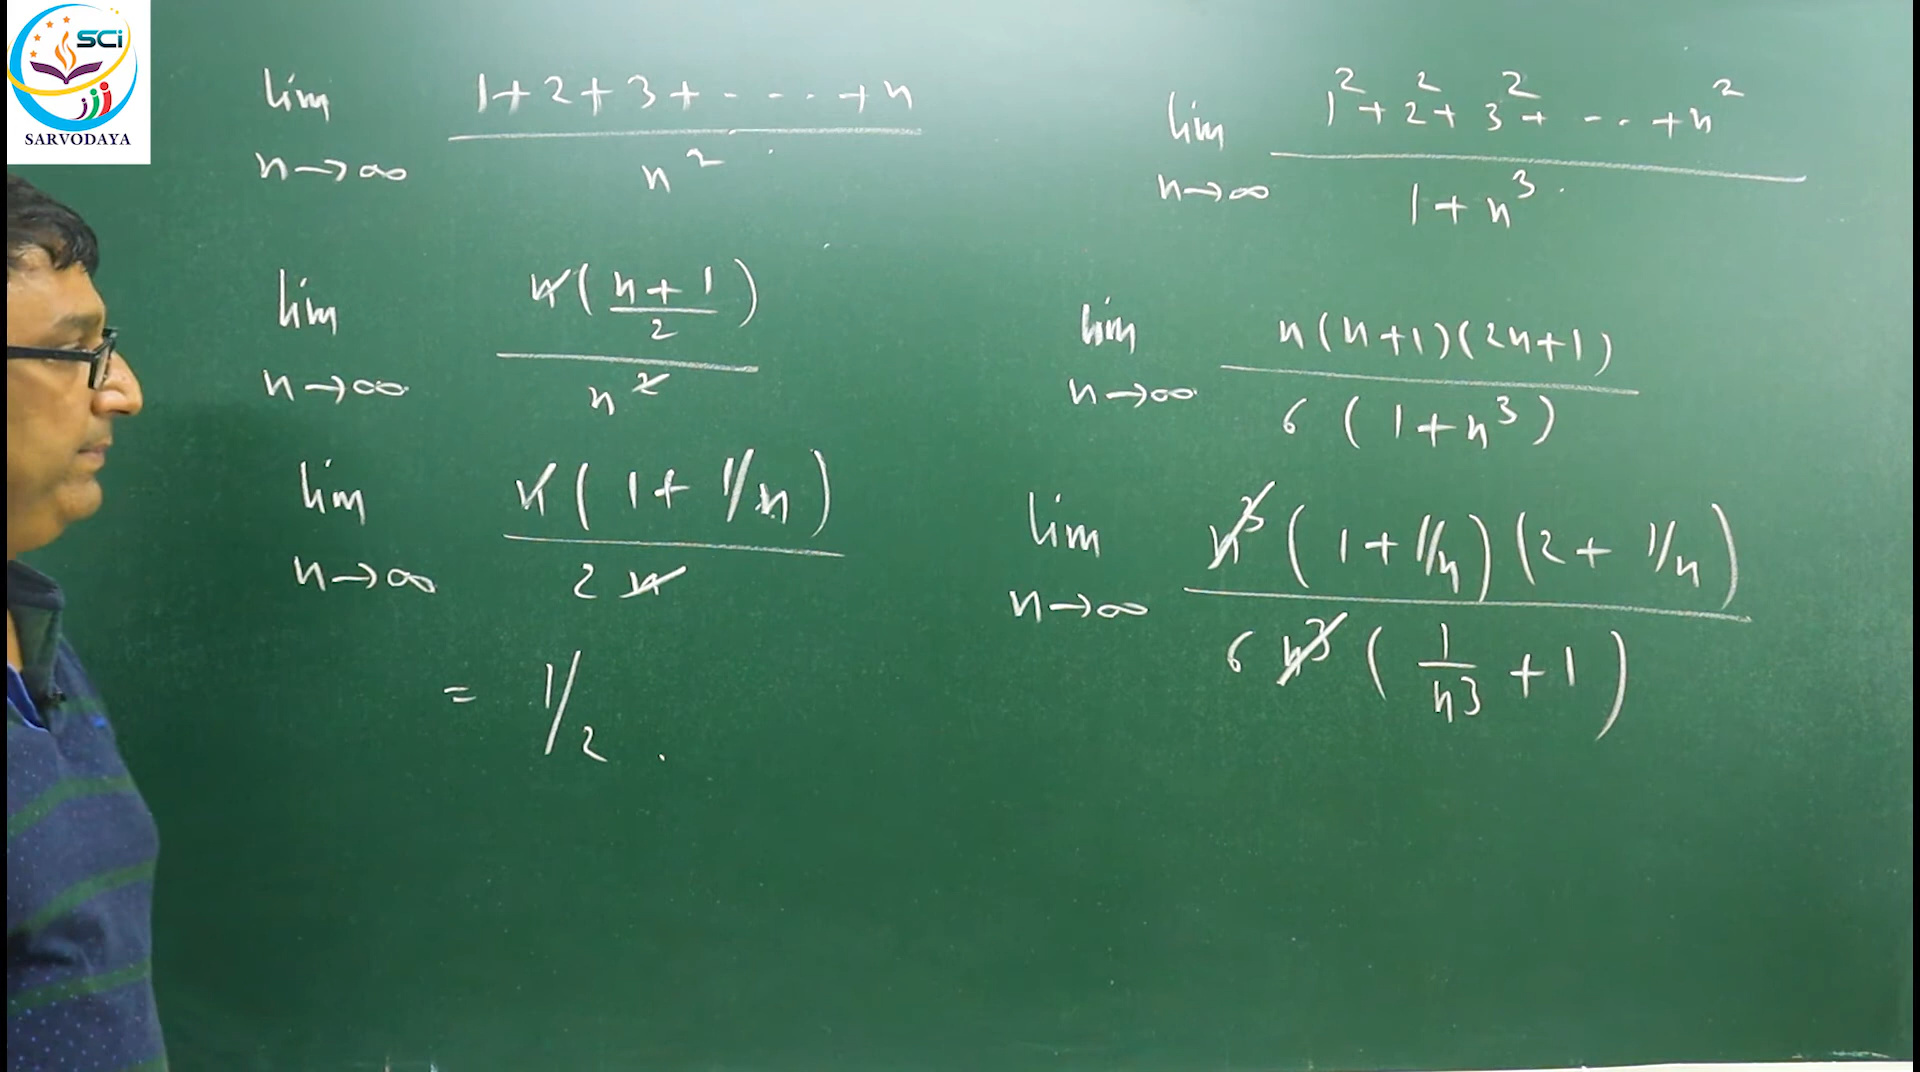 SCi
SARVODAYA
lim 1+2+3+----+n
n→∞ n²
lim n(n+1/2)
n→∞ n²
lim n(1+1/n)
n→∞ 2n
= 1/2.
lim 1²+2²+3²+---+n²
n→∞ 1+n³
lim n(n+1)(2n+1)
n→∞ 6(1+n³)
lim n³(1+1/n)(2+1/n)
n→∞ 6n³(1/n³+1)